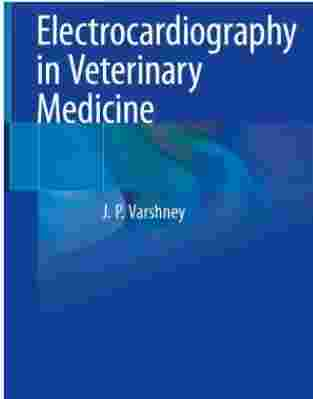 Electrocardiography
in Veterinary
Medicine
J. P. Varshney